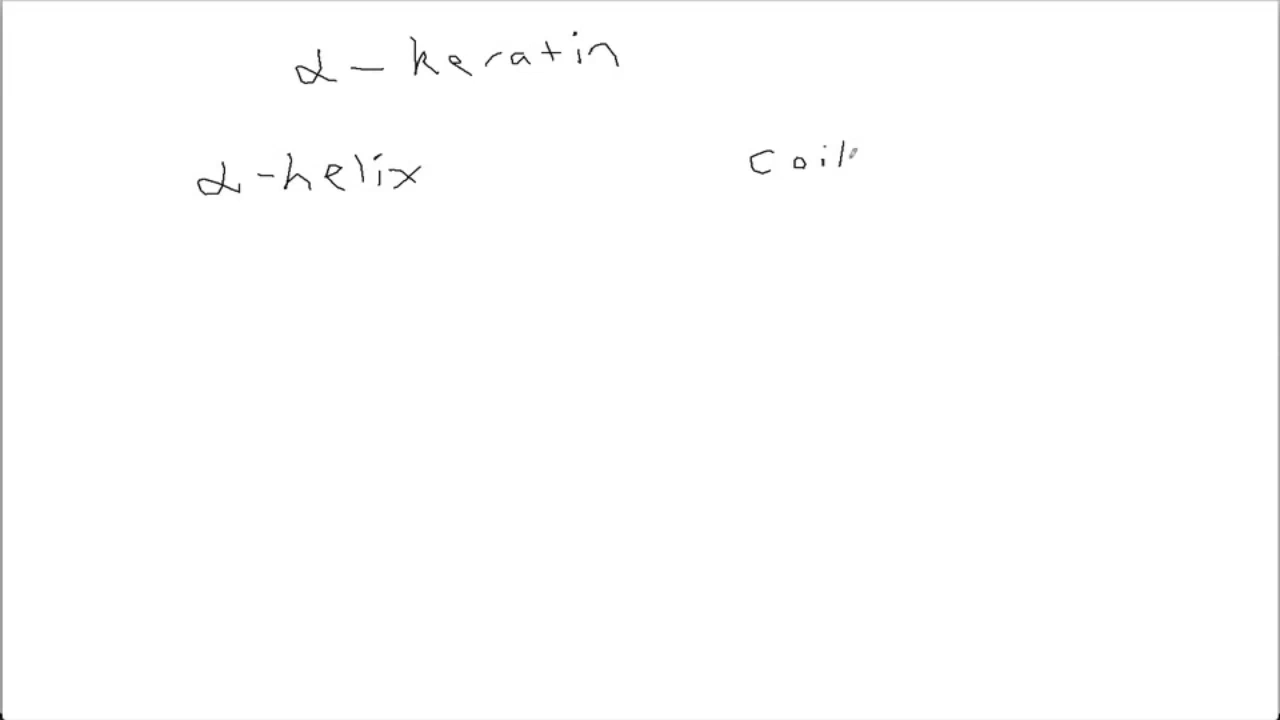 α - keratin
α-helix coil